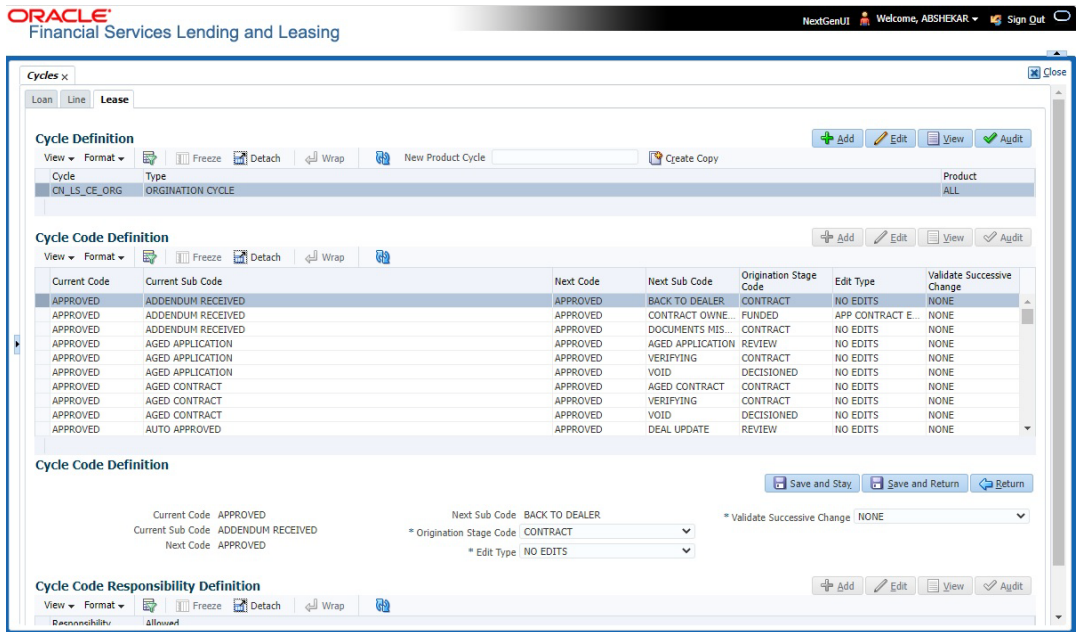 ORACLE
Financial Services Lending and Leasing
NextGenUI Welcome, ABSHEKAR Sign Out
Cycles x
Close
Loan Line Lease
Cycle Definition
Add Edit View Audit
View Format Freeze Detach Wrap New Product Cycle Create Copy
Cycle Type Product
CN_LS_CE_ORG ORGINATION CYCLE ALL
Cycle Code Definition
Add Edit View Audit
View Format Freeze Detach Wrap
Current Code Current Sub Code Next Code Next Sub Code Origination Stage Code Edit Type Validate Successive Change
APPROVED ADDENDUM RECEIVED APPROVED BACK TO DEALER CONTRACT NO EDITS NONE
APPROVED ADDENDUM RECEIVED APPROVED CONTRACT OWNE... FUNDED APP CONTRACT E... NONE
APPROVED ADDENDUM RECEIVED APPROVED DOCUMENTS MIS... CONTRACT NO EDITS NONE
APPROVED AGED APPLICATION APPROVED AGED APPLICATION REVIEW NO EDITS NONE
APPROVED AGED APPLICATION APPROVED VERIFYING CONTRACT NO EDITS NONE
APPROVED AGED APPLICATION APPROVED VOID DECISIONED NO EDITS NONE
APPROVED AGED CONTRACT APPROVED AGED CONTRACT CONTRACT NO EDITS NONE
APPROVED AGED CONTRACT APPROVED VERIFYING CONTRACT NO EDITS NONE
APPROVED AGED CONTRACT APPROVED VOID DECISIONED NO EDITS NONE
APPROVED AUTO APPROVED APPROVED DEAL UPDATE REVIEW NO EDITS NONE
Cycle Code Definition
Save and Stay Save and Return Return
Current Code APPROVED Next Sub Code BACK TO DEALER * Validate Successive Change NONE
Current Sub Code ADDENDUM RECEIVED * Origination Stage Code CONTRACT
Next Code APPROVED * Edit Type NO EDITS
Cycle Code Responsibility Definition
Add Edit View Audit
View Format Freeze Detach Wrap
Responsibility Allowed